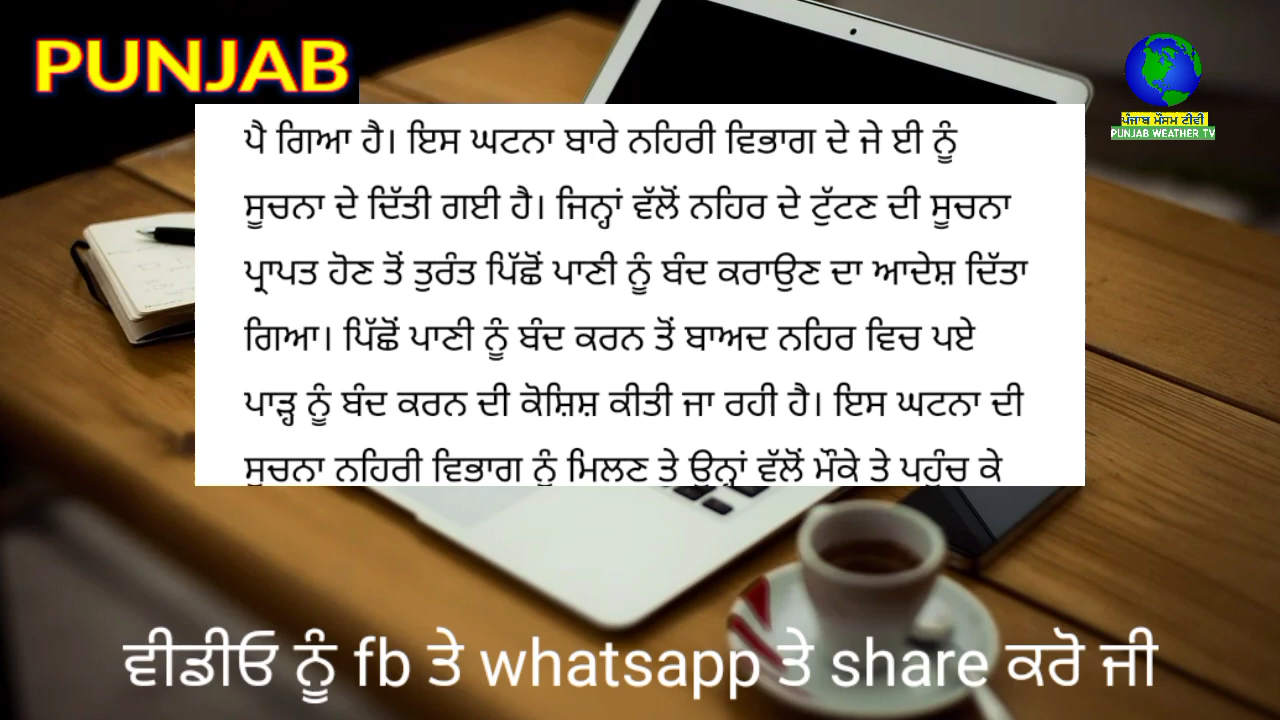 PUNJAB
ਪੰਜਾਬ ਮੌਸਮ ਟੀਵੀ
PUNJAB WEATHER TV
ਪੈ ਗਿਆ ਹੈ। ਇਸ ਘਟਨਾ ਬਾਰੇ ਨਹਿਰੀ ਵਿਭਾਗ ਦੇ ਜੇ ਈ ਨੂੰ
ਸੂਚਨਾ ਦੇ ਦਿੱਤੀ ਗਈ ਹੈ। ਜਿਨ੍ਹਾਂ ਵੱਲੋਂ ਨਹਿਰ ਦੇ ਟੁੱਟਣ ਦੀ ਸੂਚਨਾ
ਪ੍ਰਾਪਤ ਹੋਣ ਤੋਂ ਤੁਰੰਤ ਪਿੱਛੋਂ ਪਾਣੀ ਨੂੰ ਬੰਦ ਕਰਾਉਣ ਦਾ ਆਦੇਸ਼ ਦਿੱਤਾ
ਗਿਆ। ਪਿੱਛੋਂ ਪਾਣੀ ਨੂੰ ਬੰਦ ਕਰਨ ਤੋਂ ਬਾਅਦ ਨਹਿਰ ਵਿਚ ਪਏ
ਪਾੜ੍ਹ ਨੂੰ ਬੰਦ ਕਰਨ ਦੀ ਕੋਸ਼ਿਸ਼ ਕੀਤੀ ਜਾ ਰਹੀ ਹੈ। ਇਸ ਘਟਨਾ ਦੀ
ਸੂਚਨਾ ਨਹਿਰੀ ਵਿਭਾਗ ਨੂੰ ਮਿਲਣ ਤੇ ਉਨ੍ਹਾਂ ਵੱਲੋਂ ਮੌਕੇ ਤੇ ਪਹੁੰਚ ਕੇ
ਵੀਡੀਓ ਨੂੰ fb ਤੇ whatsapp ਤੇ share ਕਰੋ ਜੀ